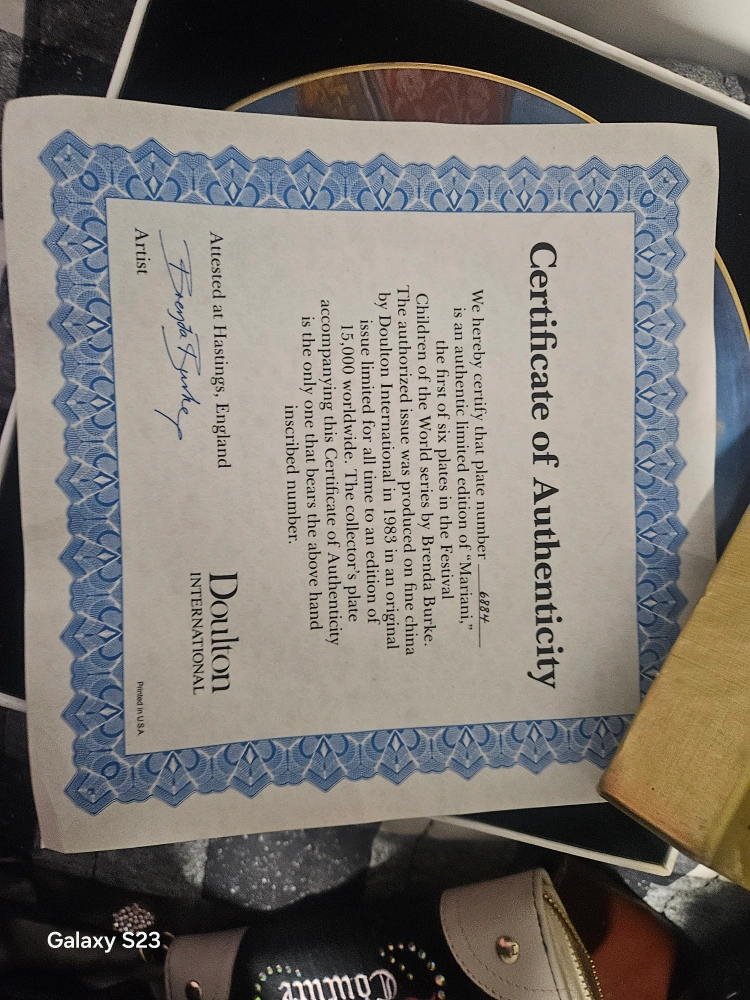 Certificate of Authenticity
We hereby certify that plate number 6884
is an authentic limited edition of “Mariani,”
the first of six plates in the Festival
Children of the World series by Brenda Burke.
The authorized issue was produced on fine china
by Doulton International in 1983 in an original
issue limited for all time to an edition of
15,000 worldwide. The collector's plate
accompanying this Certificate of Authenticity
is the only one that bears the above hand
inscribed number.
Attested at Hastings, England
Brenda Burke
Artist
Doulton
INTERNATIONAL
Printed in USA
Couture
Galaxy S23